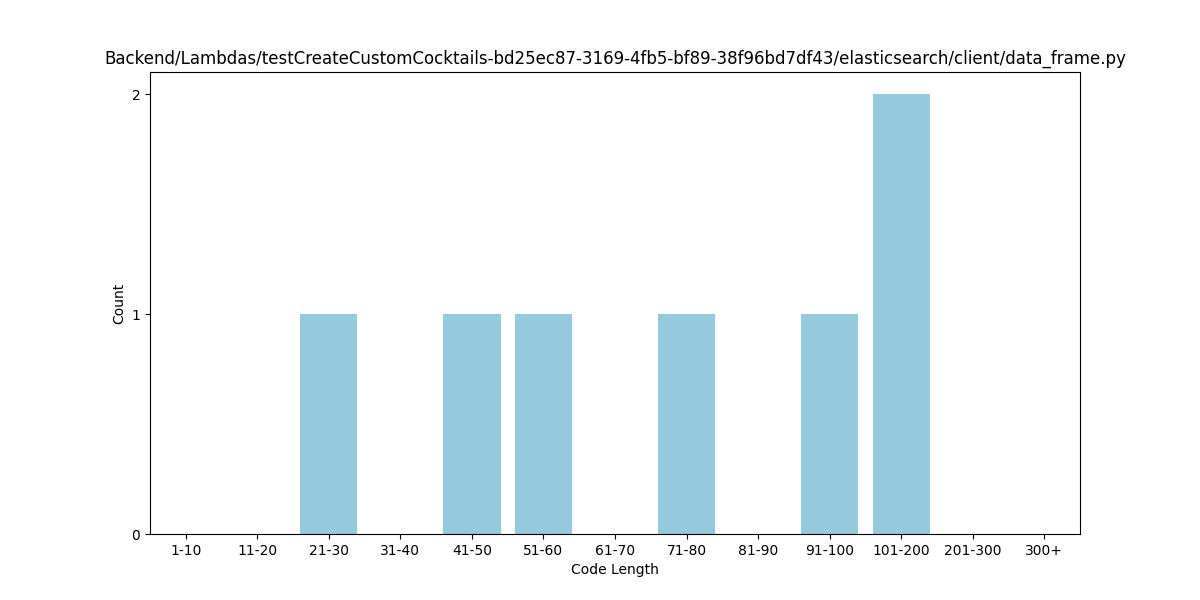 Backend/Lambdas/testCreateCustomCocktails-bd25ec87-3169-4fb5-bf89-38f96bd7df43/elasticsearch/client/data_frame.py
2
1
0
Count
1-10 11-20 21-30 31-40 41-50 51-60 61-70 71-80 81-90 91-100 101-200 201-300 300+
Code Length